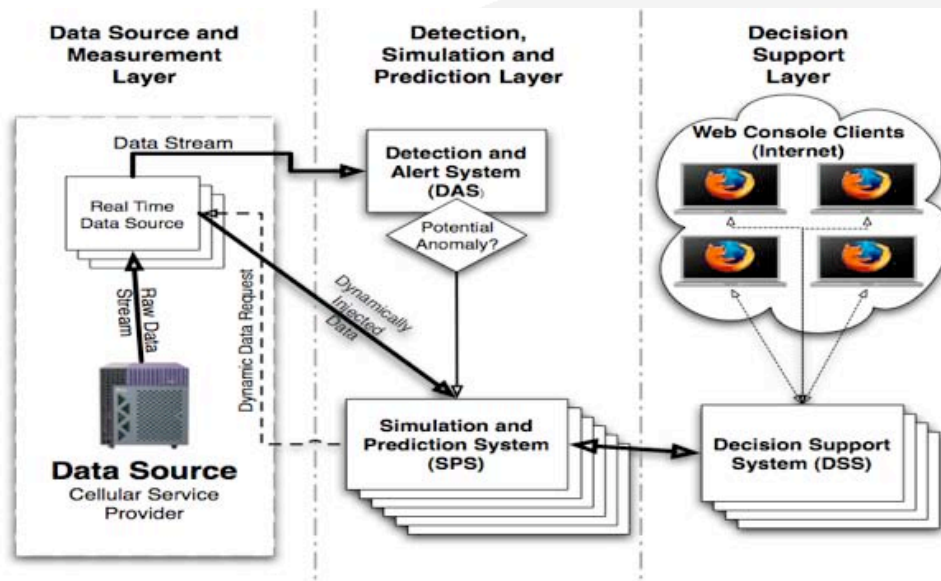 Data Source and
Measurement
Layer
Detection,
Simulation and
Prediction Layer
Decision
Support
Layer
Data Stream
Real Time
Data Source
Raw Data
Stream
Data Source
Cellular Service
Provider
Dynamic Data Request
Dynamically
Injected
Data
Detection and
Alert System
(DAS)
Potential
Anomaly?
Simulation and
Prediction System
(SPS)
Web Console Clients
(Internet)
Decision Support
System (DSS)